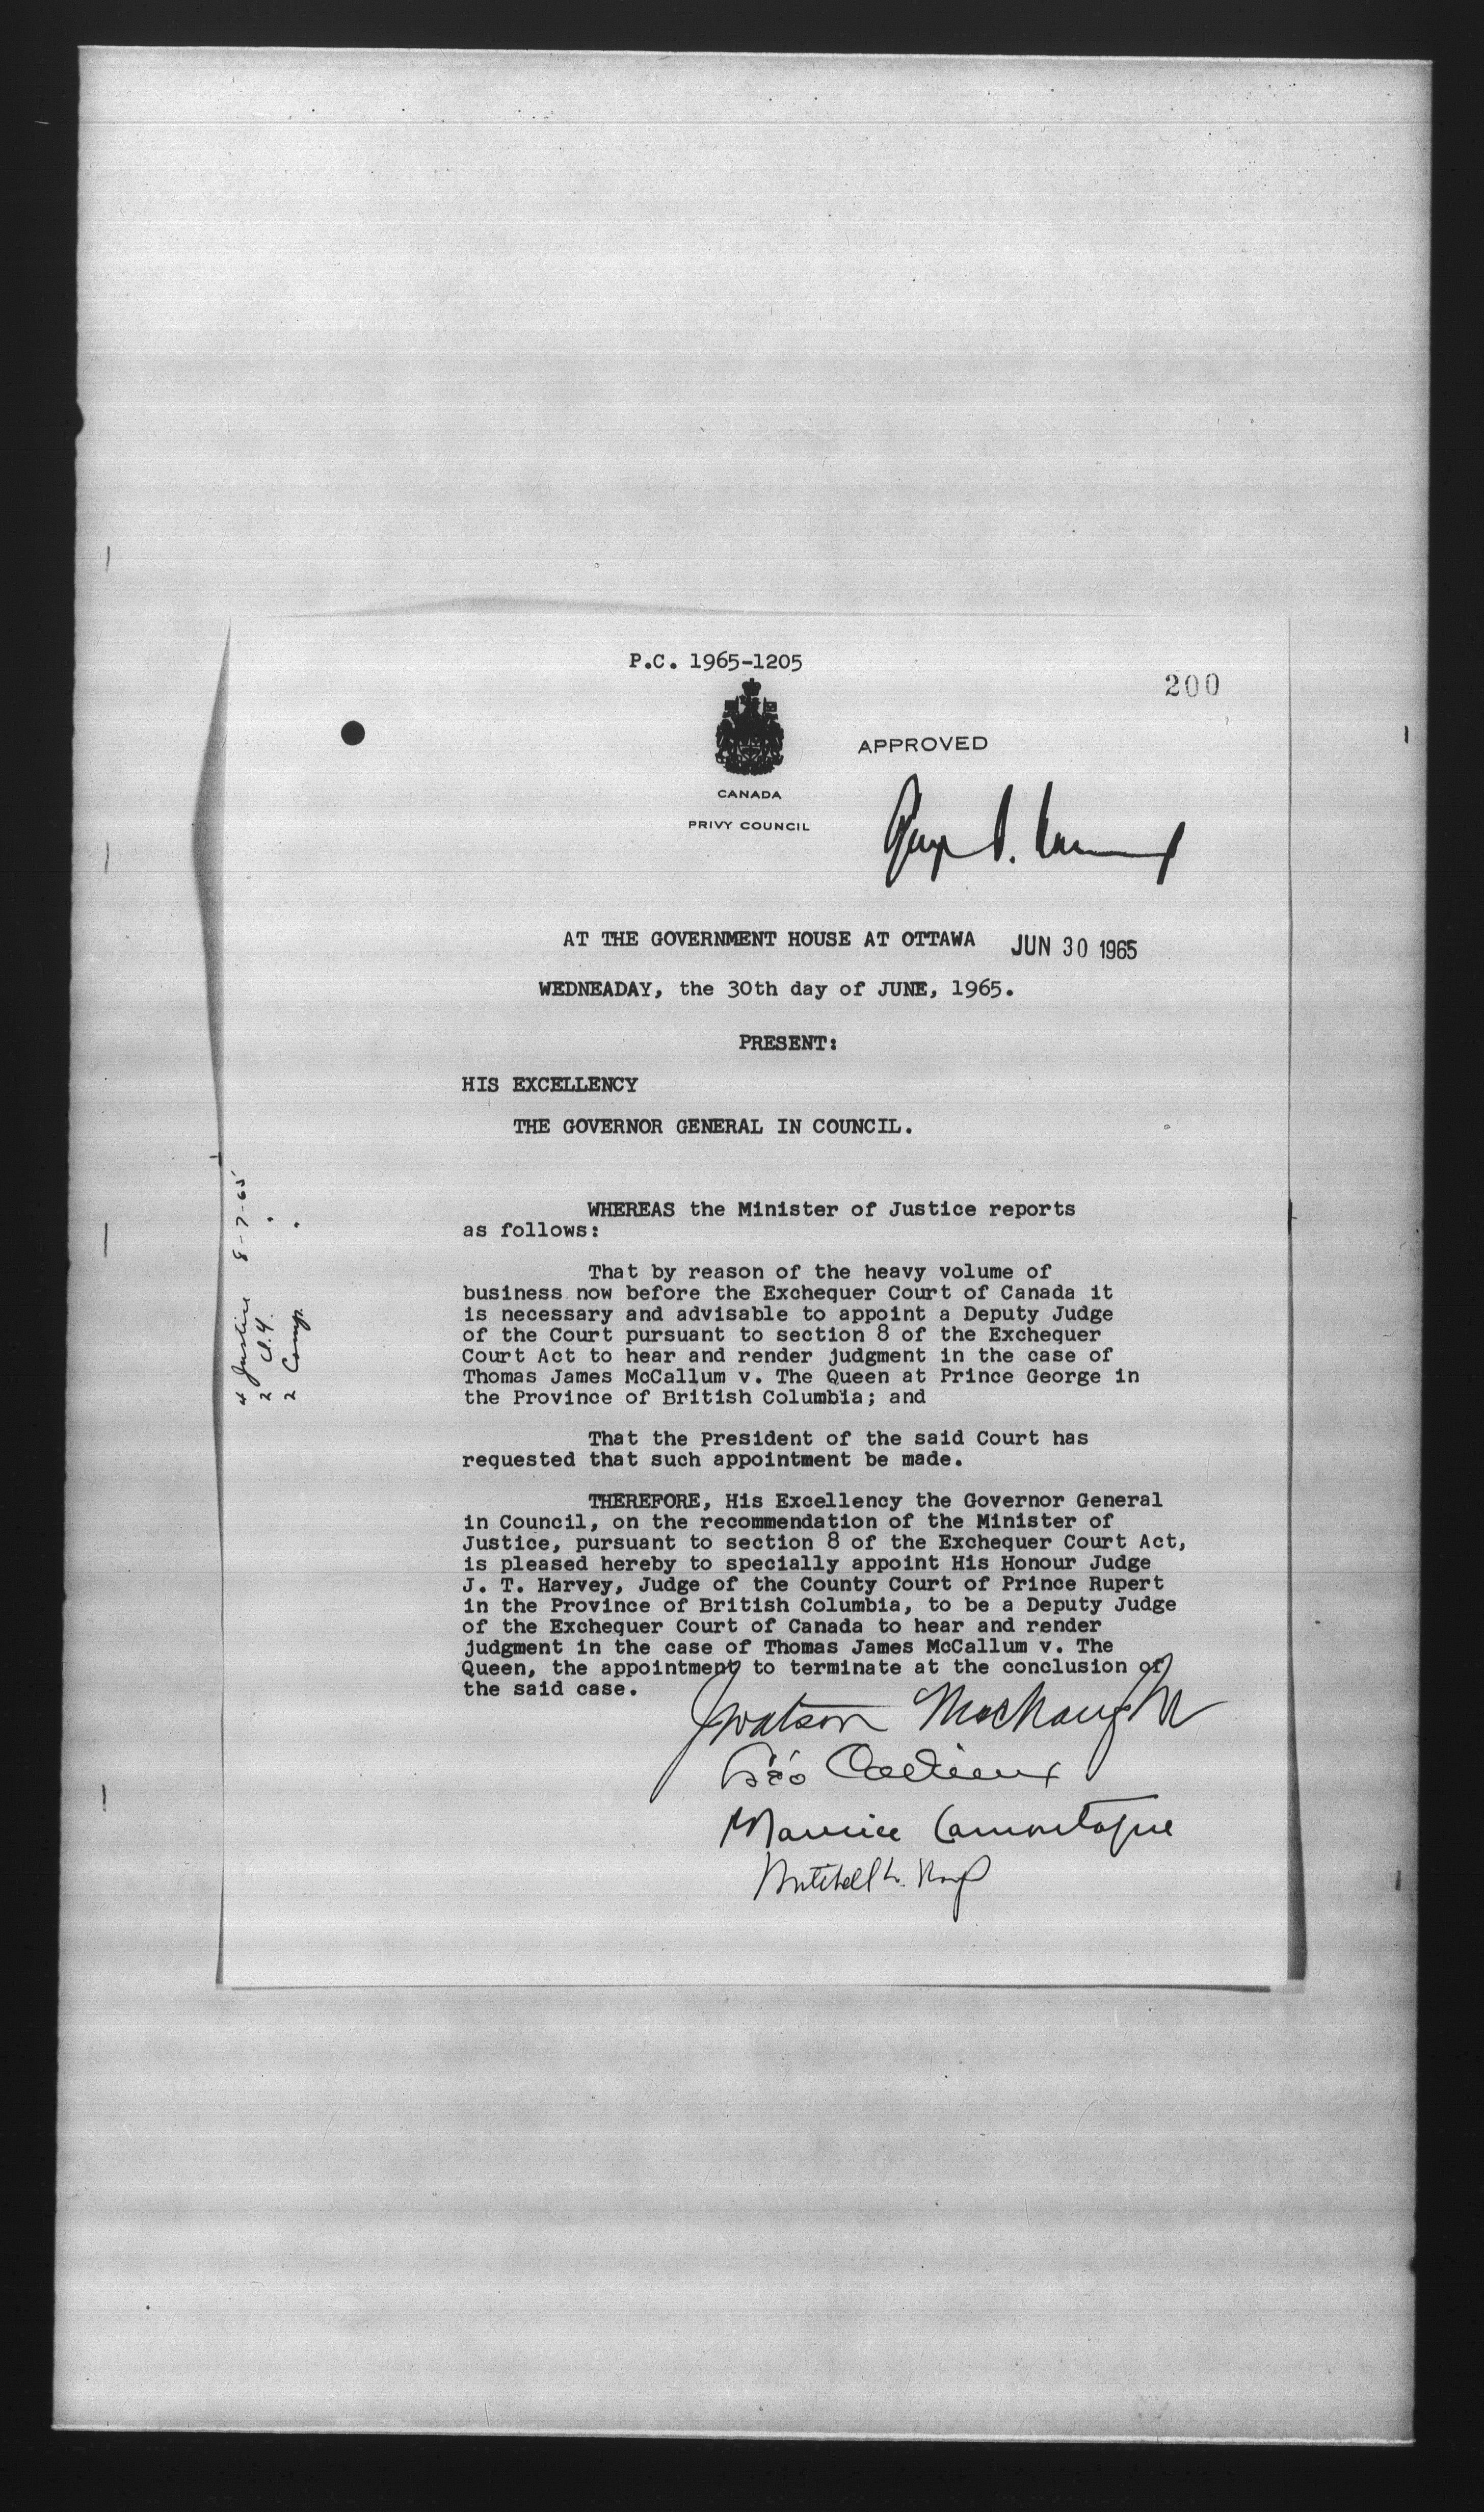 P.C. 1965-1205
200
APPROVED
CANADA
PRIVY COUNCIL
AT THE GOVERNMENT HOUSE AT OTTAWA JUN 30 1965
WEDNEADAY, the 30th day of JUNE, 1965.
PRESENT:
HIS EXCELLENCY
THE GOVERNOR GENERAL IN COUNCIL.
WHEREAS the Minister of Justice reports
as follows:
That by reason of the heavy volume of
business now before the Exchequer Court of Canada it
is necessary and advisable to appoint a Deputy Judge
of the Court pursuant to section 8 of the Exchequer
Court Act to hear and render judgment in the case of
Thomas James McCallum v. The Queen at Prince George in
the Province of British Columbia; and
That the President of the said Court has
requested that such appointment be made.
THEREFORE, His Excellency the Governor General
in Council, on the recommendation of the Minister of
Justice, pursuant to section 8 of the Exchequer Court Act,
is pleased hereby to specially appoint His Honour Judge
J. T. Harvey, Judge of the County Court of Prince Rupert
in the Province of British Columbia, to be a Deputy Judge
of the Exchequer Court of Canada to hear and render
judgment in the case of Thomas James McCallum v. The
Queen, the appointment to terminate at the conclusion of
the said case.
J Watson MacNaught
Léo Cadieux
Maurice Lamontagne
Mitchell W. Sharp
4 Justice 8-7-65
2
2 Comp.